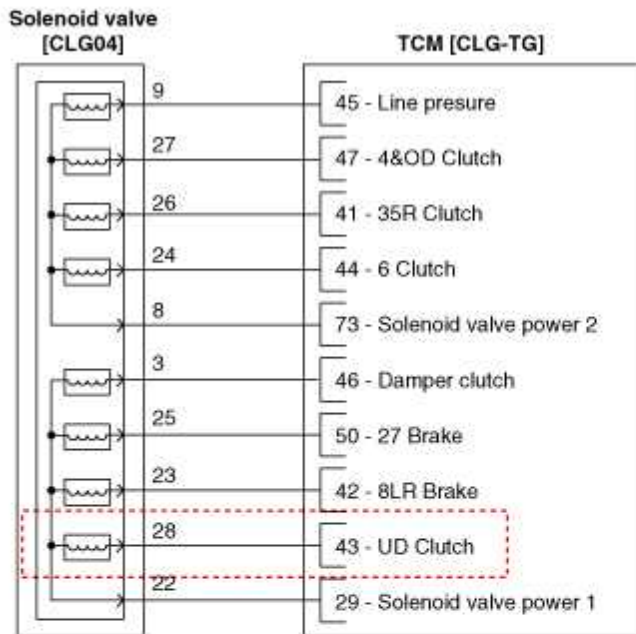 Solenoid valve
[CLG04]
TCM [CLG-TG]
9
45 - Line presure
27
47 - 4&OD Clutch
26
41 - 35R Clutch
24
44 - 6 Clutch
8
73 - Solenoid valve power 2
3
46 - Damper clutch
25
50 - 27 Brake
23
42 - 8LR Brake
28
43 - UD Clutch
22
29 - Solenoid valve power 1